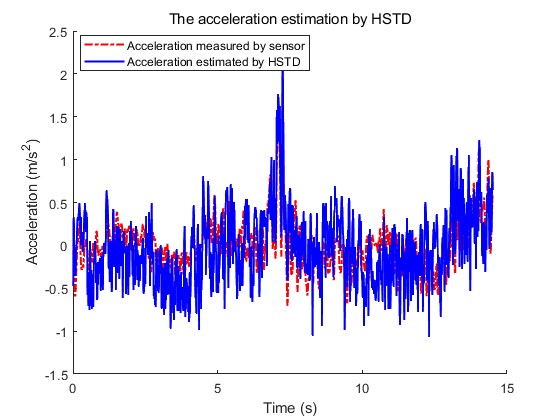 The acceleration estimation by HSTD
Acceleration measured by sensor
Acceleration estimated by HSTD
2.5
2
1.5
1
0.5
0
-0.5
-1
-1.5
Acceleration (m/s²)
0
5
10
15
Time (s)